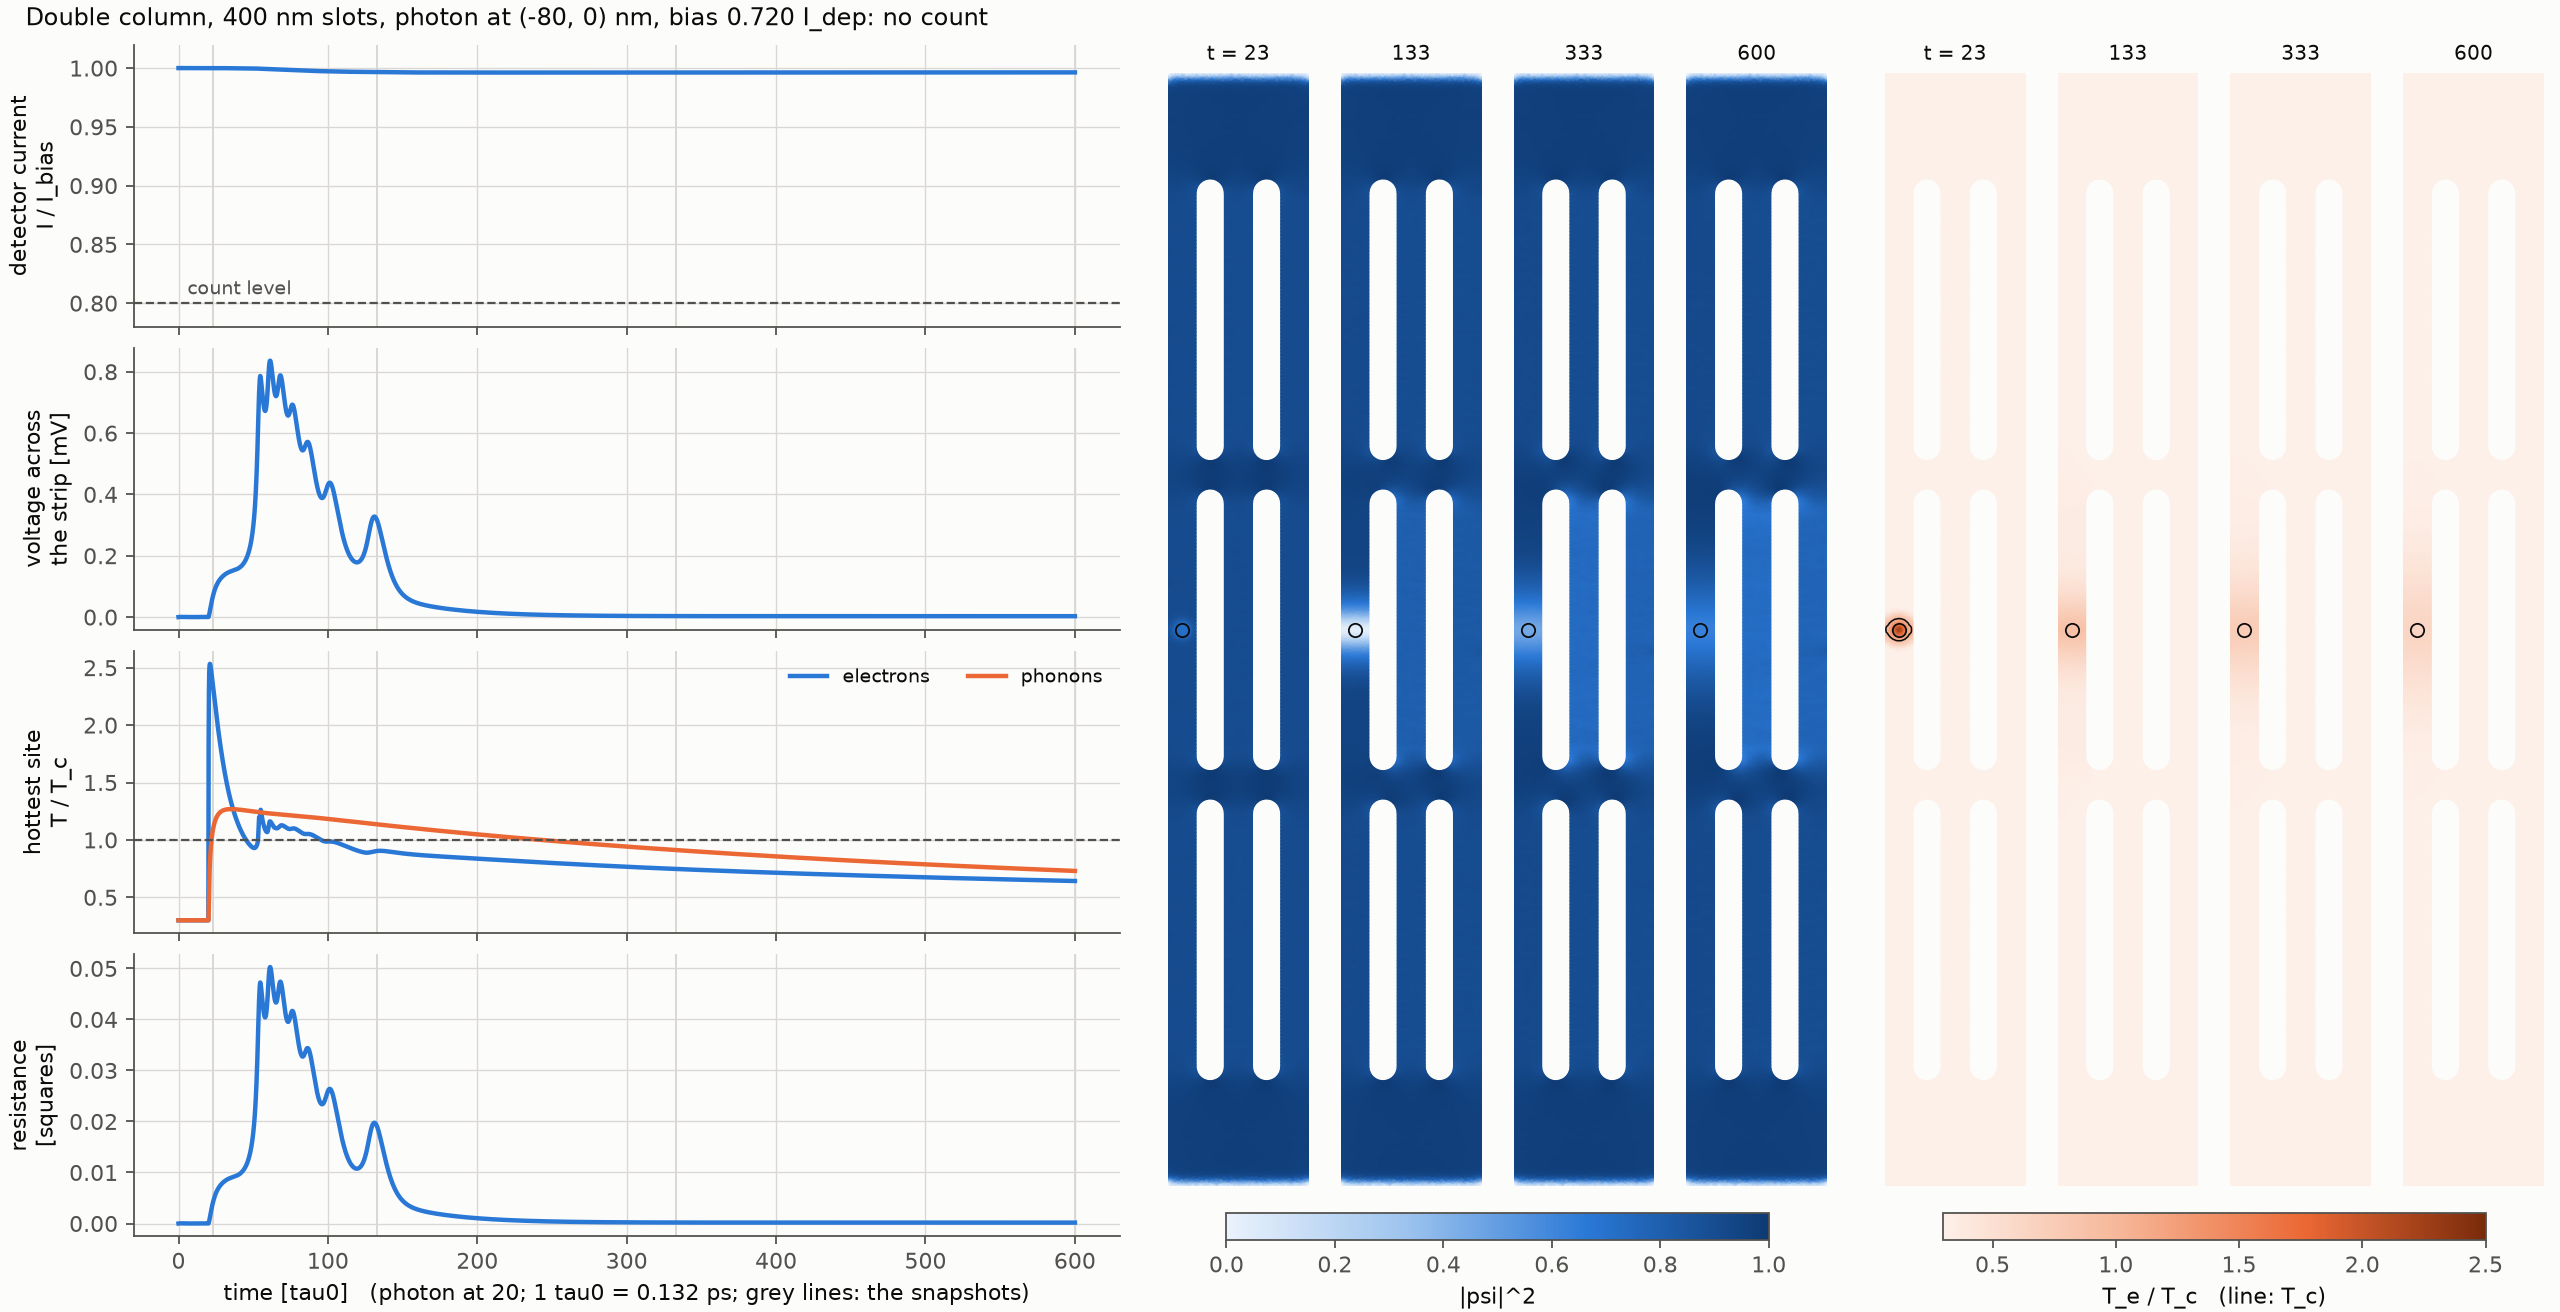 Double column, 400 nm slots, photon at (-80, 0) nm, bias 0.720 I_dep: no count
detector current
I / I_bias
1.00
0.95
0.90
0.85
0.80
count level
voltage across
the strip [mV]
0.8
0.6
0.4
0.2
0.0
hottest site
T / T_c
2.5
2.0
1.5
1.0
0.5
electrons
phonons
resistance
[squares]
0.05
0.04
0.03
0.02
0.01
0.00
0 100 200 300 400 500 600
time [tau0]   (photon at 20; 1 tau0 = 0.132 ps; grey lines: the snapshots)
t = 23 133 333 600
0.0 0.2 0.4 0.6 0.8 1.0
|psi|^2
t = 23 133 333 600
0.5 1.0 1.5 2.0 2.5
T_e / T_c   (line: T_c)